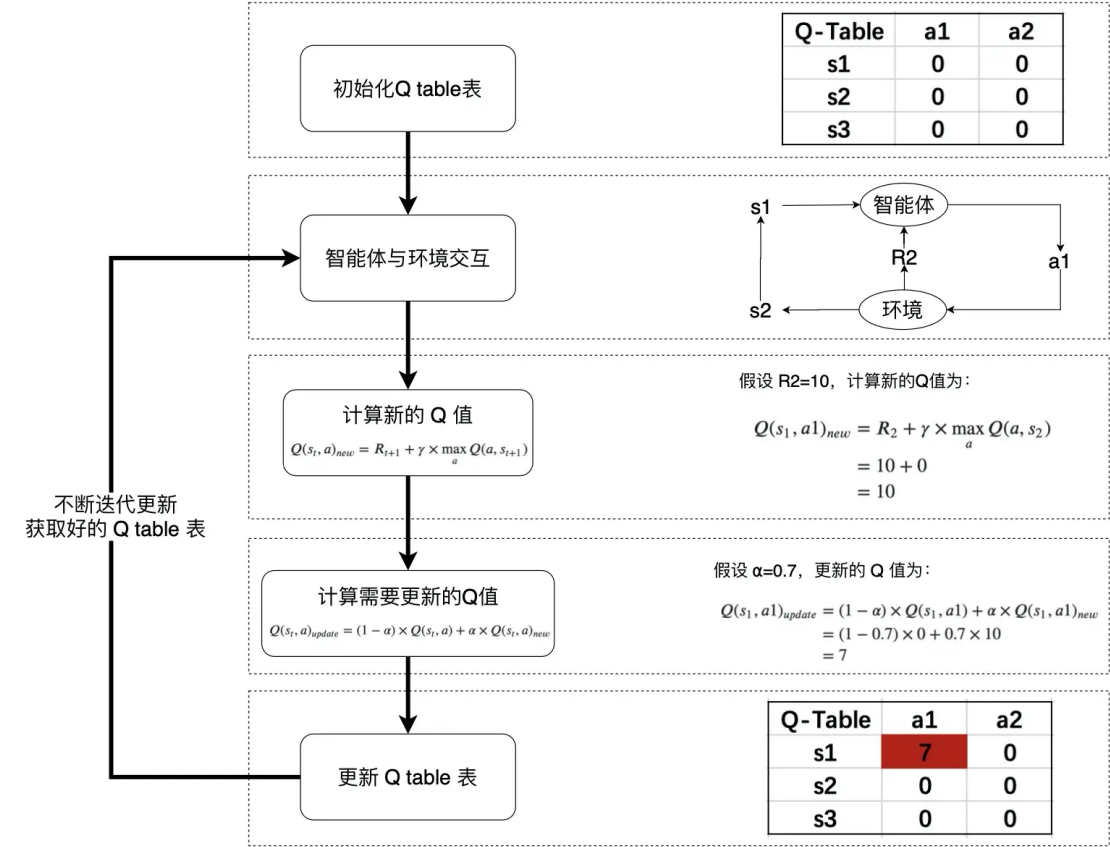 初始化Q table表
Q-Table a1 a2
s1 0 0
s2 0 0
s3 0 0
智能体与环境交互
s1
智能体
R2
a1
s2
环境
计算新的 Q 值
Q(s_t, a)_{new} = R_{t+1} + γ × max_a Q(a, s_{t+1})
假设 R2=10，计算新的Q值为：
Q(s_1, a1)_{new} = R_2 + γ × max_a Q(a, s_2)
= 10 + 0
= 10
不断迭代更新
获取好的 Q table 表
计算需要更新的Q值
Q(s_t, a)_{update} = (1 − α) × Q(s_t, a) + α × Q(s_t, a)_{new}
假设 α=0.7，更新的 Q 值为：
Q(s_1, a1)_{update} = (1 − α) × Q(s_1, a1) + α × Q(s_1, a1)_{new}
= (1 − 0.7) × 0 + 0.7 × 10
= 7
更新 Q table 表
Q-Table a1 a2
s1 7 0
s2 0 0
s3 0 0